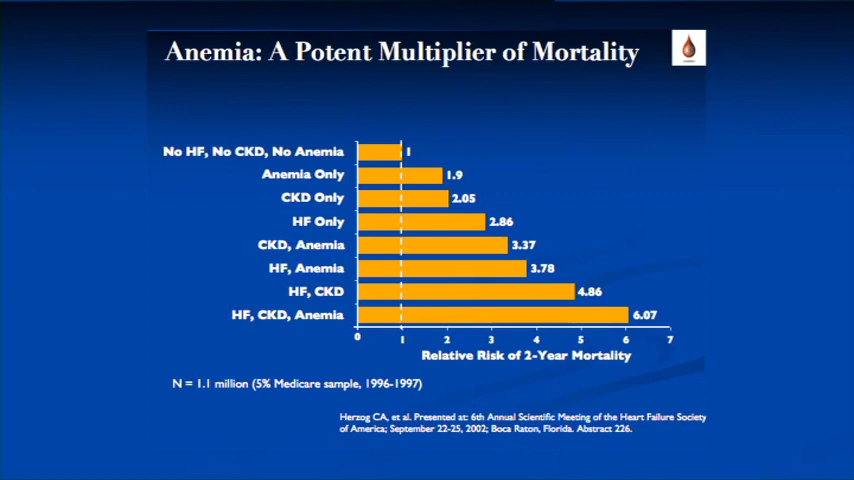 Anemia: A Potent Multiplier of Mortality
No HF, No CKD, No Anemia 1
Anemia Only 1.9
CKD Only 2.05
HF Only 2.86
CKD, Anemia 3.37
HF, Anemia 3.78
HF, CKD 4.86
HF, CKD, Anemia 6.07
0 1 2 3 4 5 6 7
Relative Risk of 2-Year Mortality
N = 1.1 million (5% Medicare sample, 1996-1997)
Herzog CA, et al. Presented at: 6th Annual Scientific Meeting of the Heart Failure Society
of America; September 22-25, 2002; Boca Raton, Florida. Abstract 226.